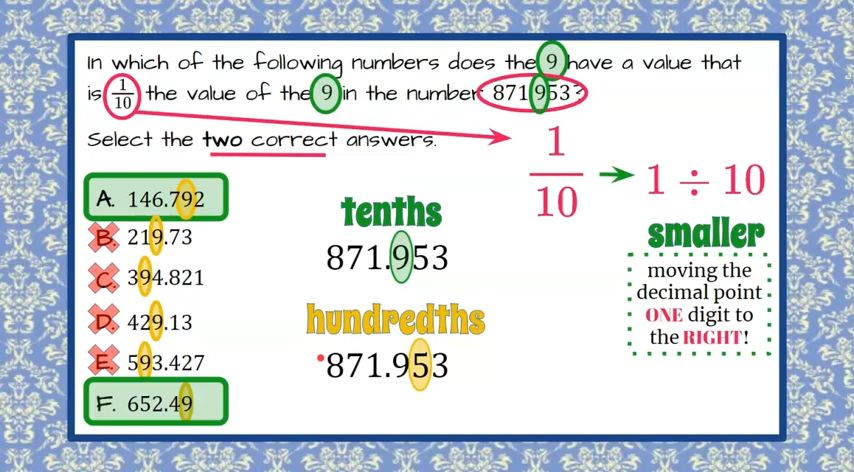 In which of the following numbers does the 9 have a value that
is 1/10 the value of the 9 in the number 871.953?
Select the two correct answers.
1/10 → 1 ÷ 10
A. 146.792
B. 219.73
C. 394.821
D. 429.13
E. 593.427
F. 652.49
tenths
871.953
hundredths
871.953
smaller
moving the
decimal point
ONE digit to
the RIGHT!